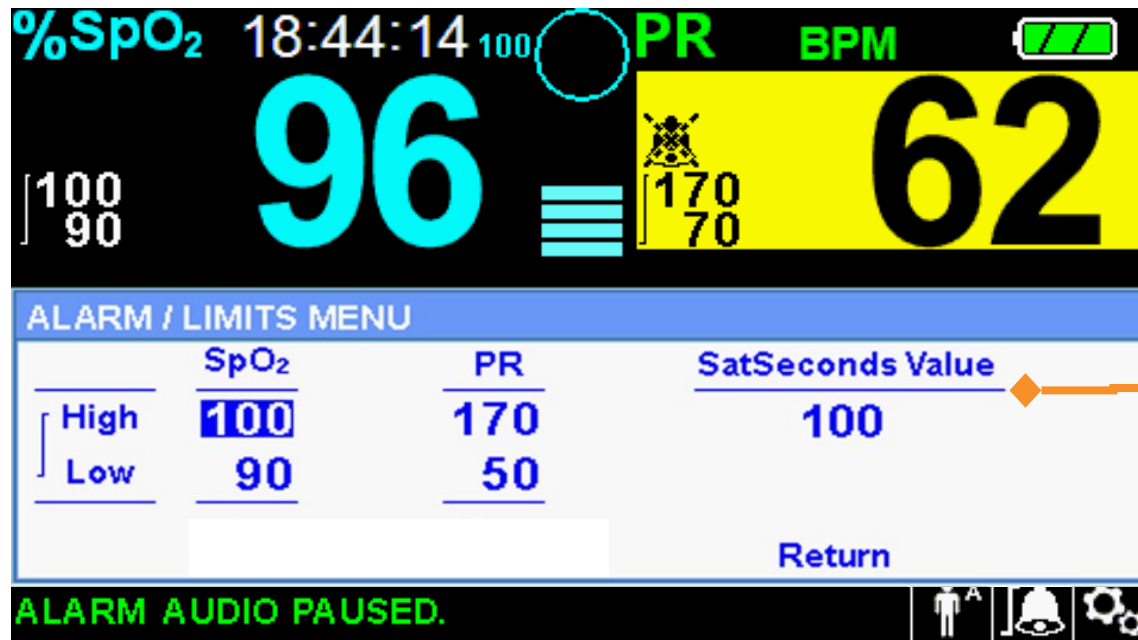 %SpO₂ 18:44:14 100 PR BPM
96 62
100 170
90 70
ALARM / LIMITS MENU
SpO₂ PR SatSeconds Value
High 100 170 100
Low 90 50
Return
ALARM AUDIO PAUSED.
A